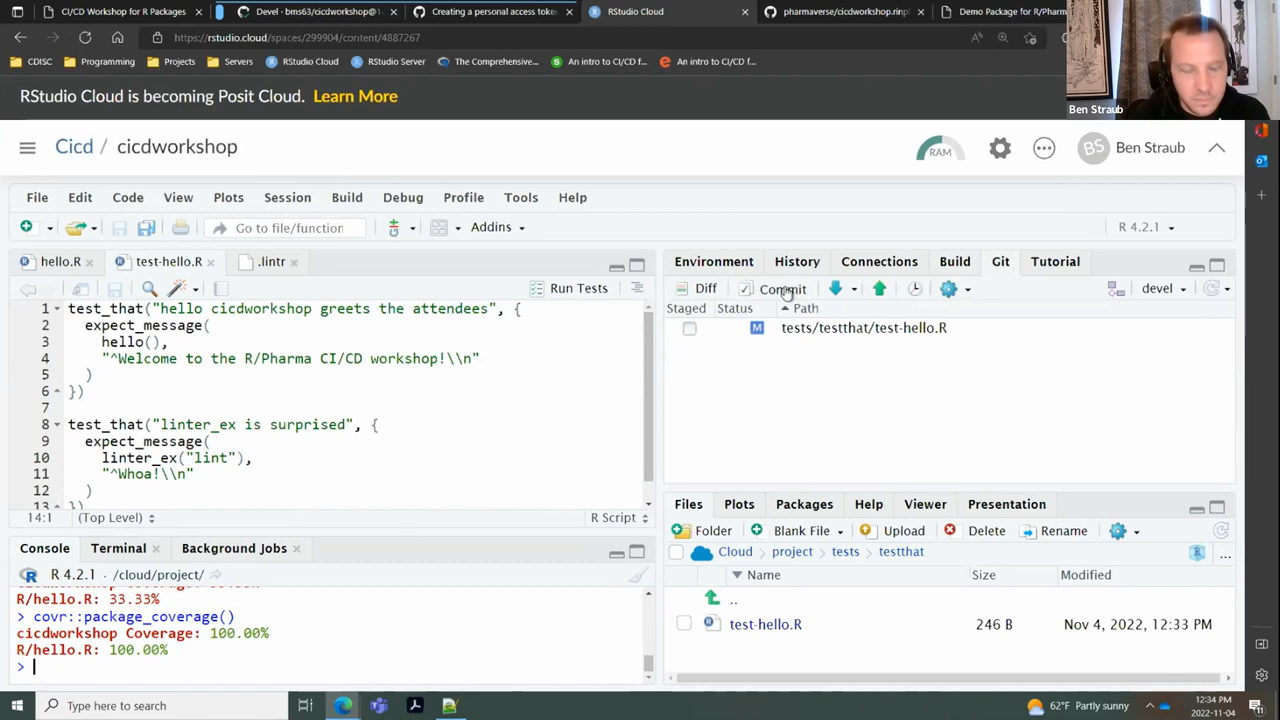 CI/CD Workshop for R Packages
Devel · bms63/cicdworkshop@1
Creating a personal access toke
RStudio Cloud
pharmaverse/cicdworkshop.rinp
Demo Package for R/Pharma
https://rstudio.cloud/spaces/299904/content/4887267
CDISC
Programming
Projects
Servers
RStudio Cloud
RStudio Server
The Comprehensive...
An intro to CI/CD f...
An intro to CI/CD f...
Ben Straub
RStudio Cloud is becoming Posit Cloud. Learn More
Cicd / cicdworkshop
RAM
BS
Ben Straub
File Edit Code View Plots Session Build Debug Profile Tools Help
Go to file/function
Addins
R 4.2.1
hello.R
test-hello.R
.lintr
Run Tests
1 test_that("hello cicdworkshop greets the attendees", {
2 expect_message(
3 hello(),
4 "^Welcome to the R/Pharma CI/CD workshop!\\n"
5 )
6 })
7
8 test_that("linter_ex is surprised", {
9 expect_message(
10 linter_ex("lint"),
11 "^Whoa!\\n"
12 )
13 })
14:1 (Top Level) R Script
Console Terminal Background Jobs
R 4.2.1 · /cloud/project/
R/hello.R: 33.33%
> covr::package_coverage()
cicdworkshop Coverage: 100.00%
R/hello.R: 100.00%
>
Environment History Connections Build Git Tutorial
Diff Commit devel
Staged Status Path
M tests/testthat/test-hello.R
Files Plots Packages Help Viewer Presentation
Folder Blank File Upload Delete Rename
Cloud project tests testthat
Name Size Modified
..
test-hello.R 246 B Nov 4, 2022, 12:33 PM
Type here to search
62°F Partly sunny
12:34 PM
2022-11-04